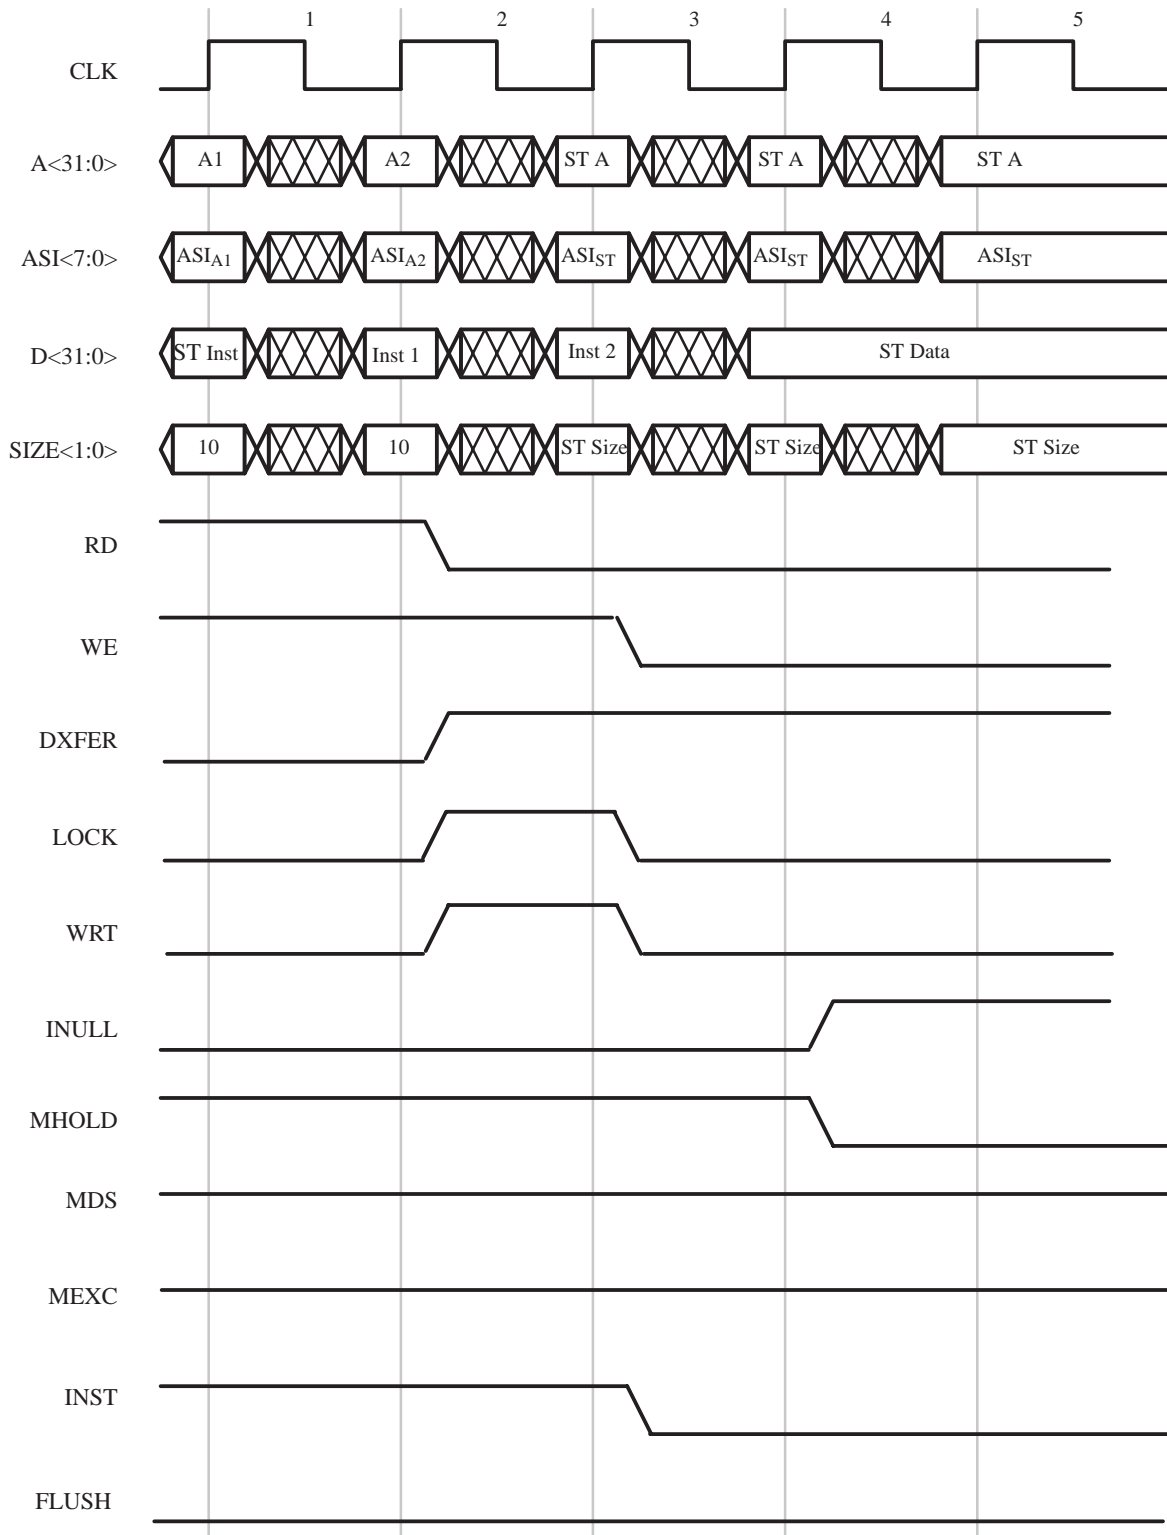 1 2 3 4 5
CLK
A<31:0> A1 A2 ST A ST A ST A
ASI<7:0> ASIA1 ASIA2 ASIST ASIST ASIST
D<31:0> ST Inst Inst 1 Inst 2 ST Data
SIZE<1:0> 10 10 ST Size ST Size ST Size
RD
WE
DXFER
LOCK
WRT
INULL
MHOLD
MDS
MEXC
INST
FLUSH